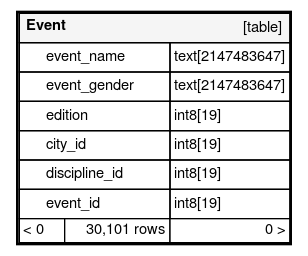 Event [table]
event_name text[2147483647]
event_gender text[2147483647]
edition int8[19]
city_id int8[19]
discipline_id int8[19]
event_id int8[19]
< 0 30,101 rows 0 >